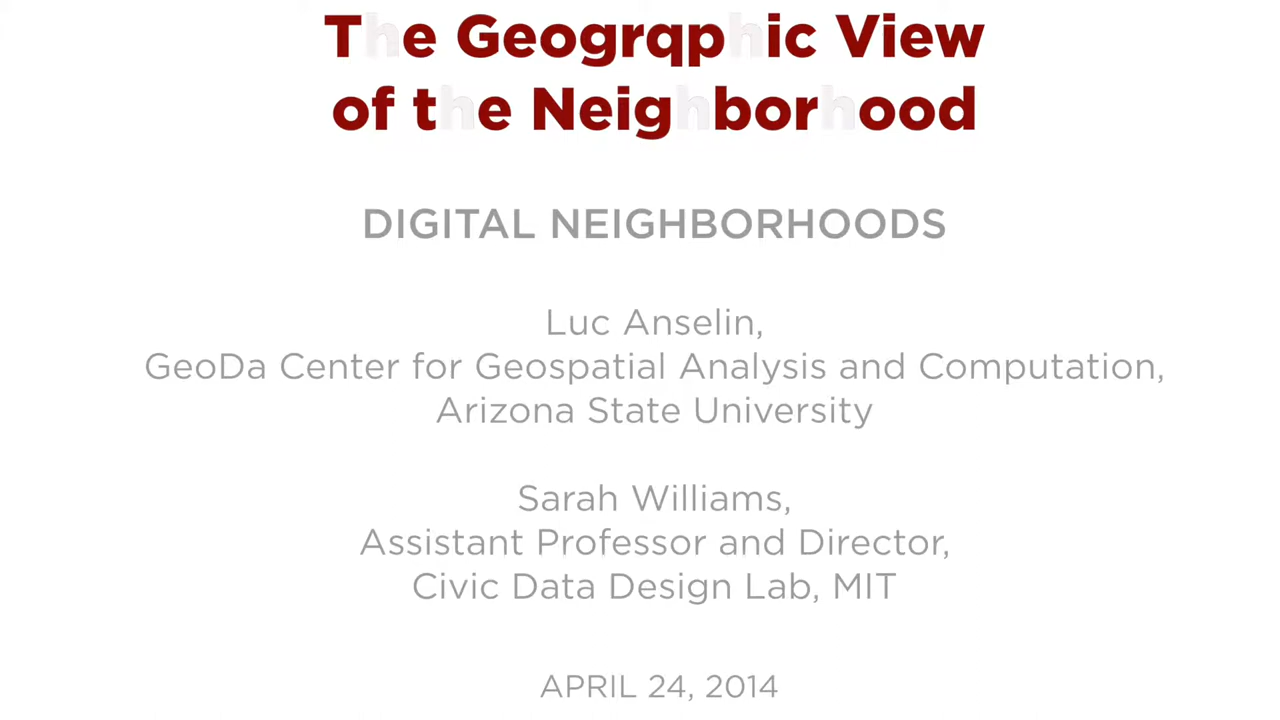 The Geogrqphic View
of the Neighborhood
DIGITAL NEIGHBORHOODS
Luc Anselin,
GeoDa Center for Geospatial Analysis and Computation,
Arizona State University
Sarah Williams,
Assistant Professor and Director,
Civic Data Design Lab, MIT
APRIL 24, 2014